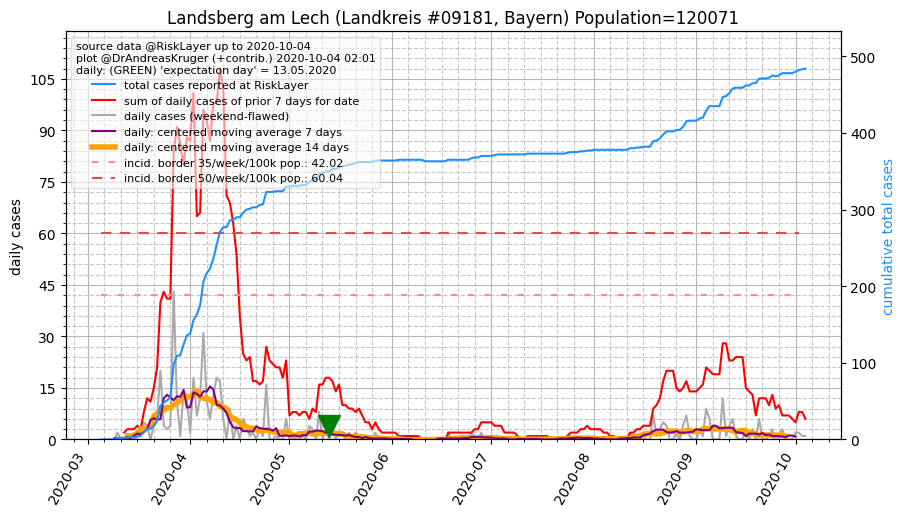 Landsberg am Lech (Landkreis #09181, Bayern) Population=120071
source data @RiskLayer up to 2020-10-04
plot @DrAndreasKruger (+contrib.) 2020-10-04 02:01
daily: (GREEN) 'expectation day' = 13.05.2020
total cases reported at RiskLayer
sum of daily cases of prior 7 days for date
daily cases (weekend-flawed)
daily: centered moving average 7 days
daily: centered moving average 14 days
incid. border 35/week/100k pop.: 42.02
incid. border 50/week/100k pop.: 60.04
daily cases
105
90
75
60
45
30
15
0
cumulative total cases
500
400
300
200
100
0
2020-03
2020-04
2020-05
2020-06
2020-07
2020-08
2020-09
2020-10